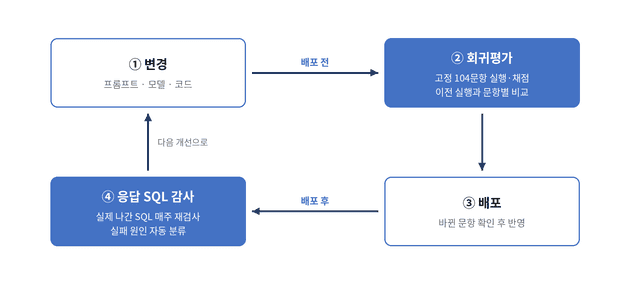 ① 변경
프롬프트 · 모델 · 코드
배포 전
② 회귀평가
고정 104문항 실행·채점
이전 실행과 문항별 비교
다음 개선으로
④ 응답 SQL 감사
실제 나간 SQL 매주 재검사
실패 원인 자동 분류
배포 후
③ 배포
바뀐 문항 확인 후 반영